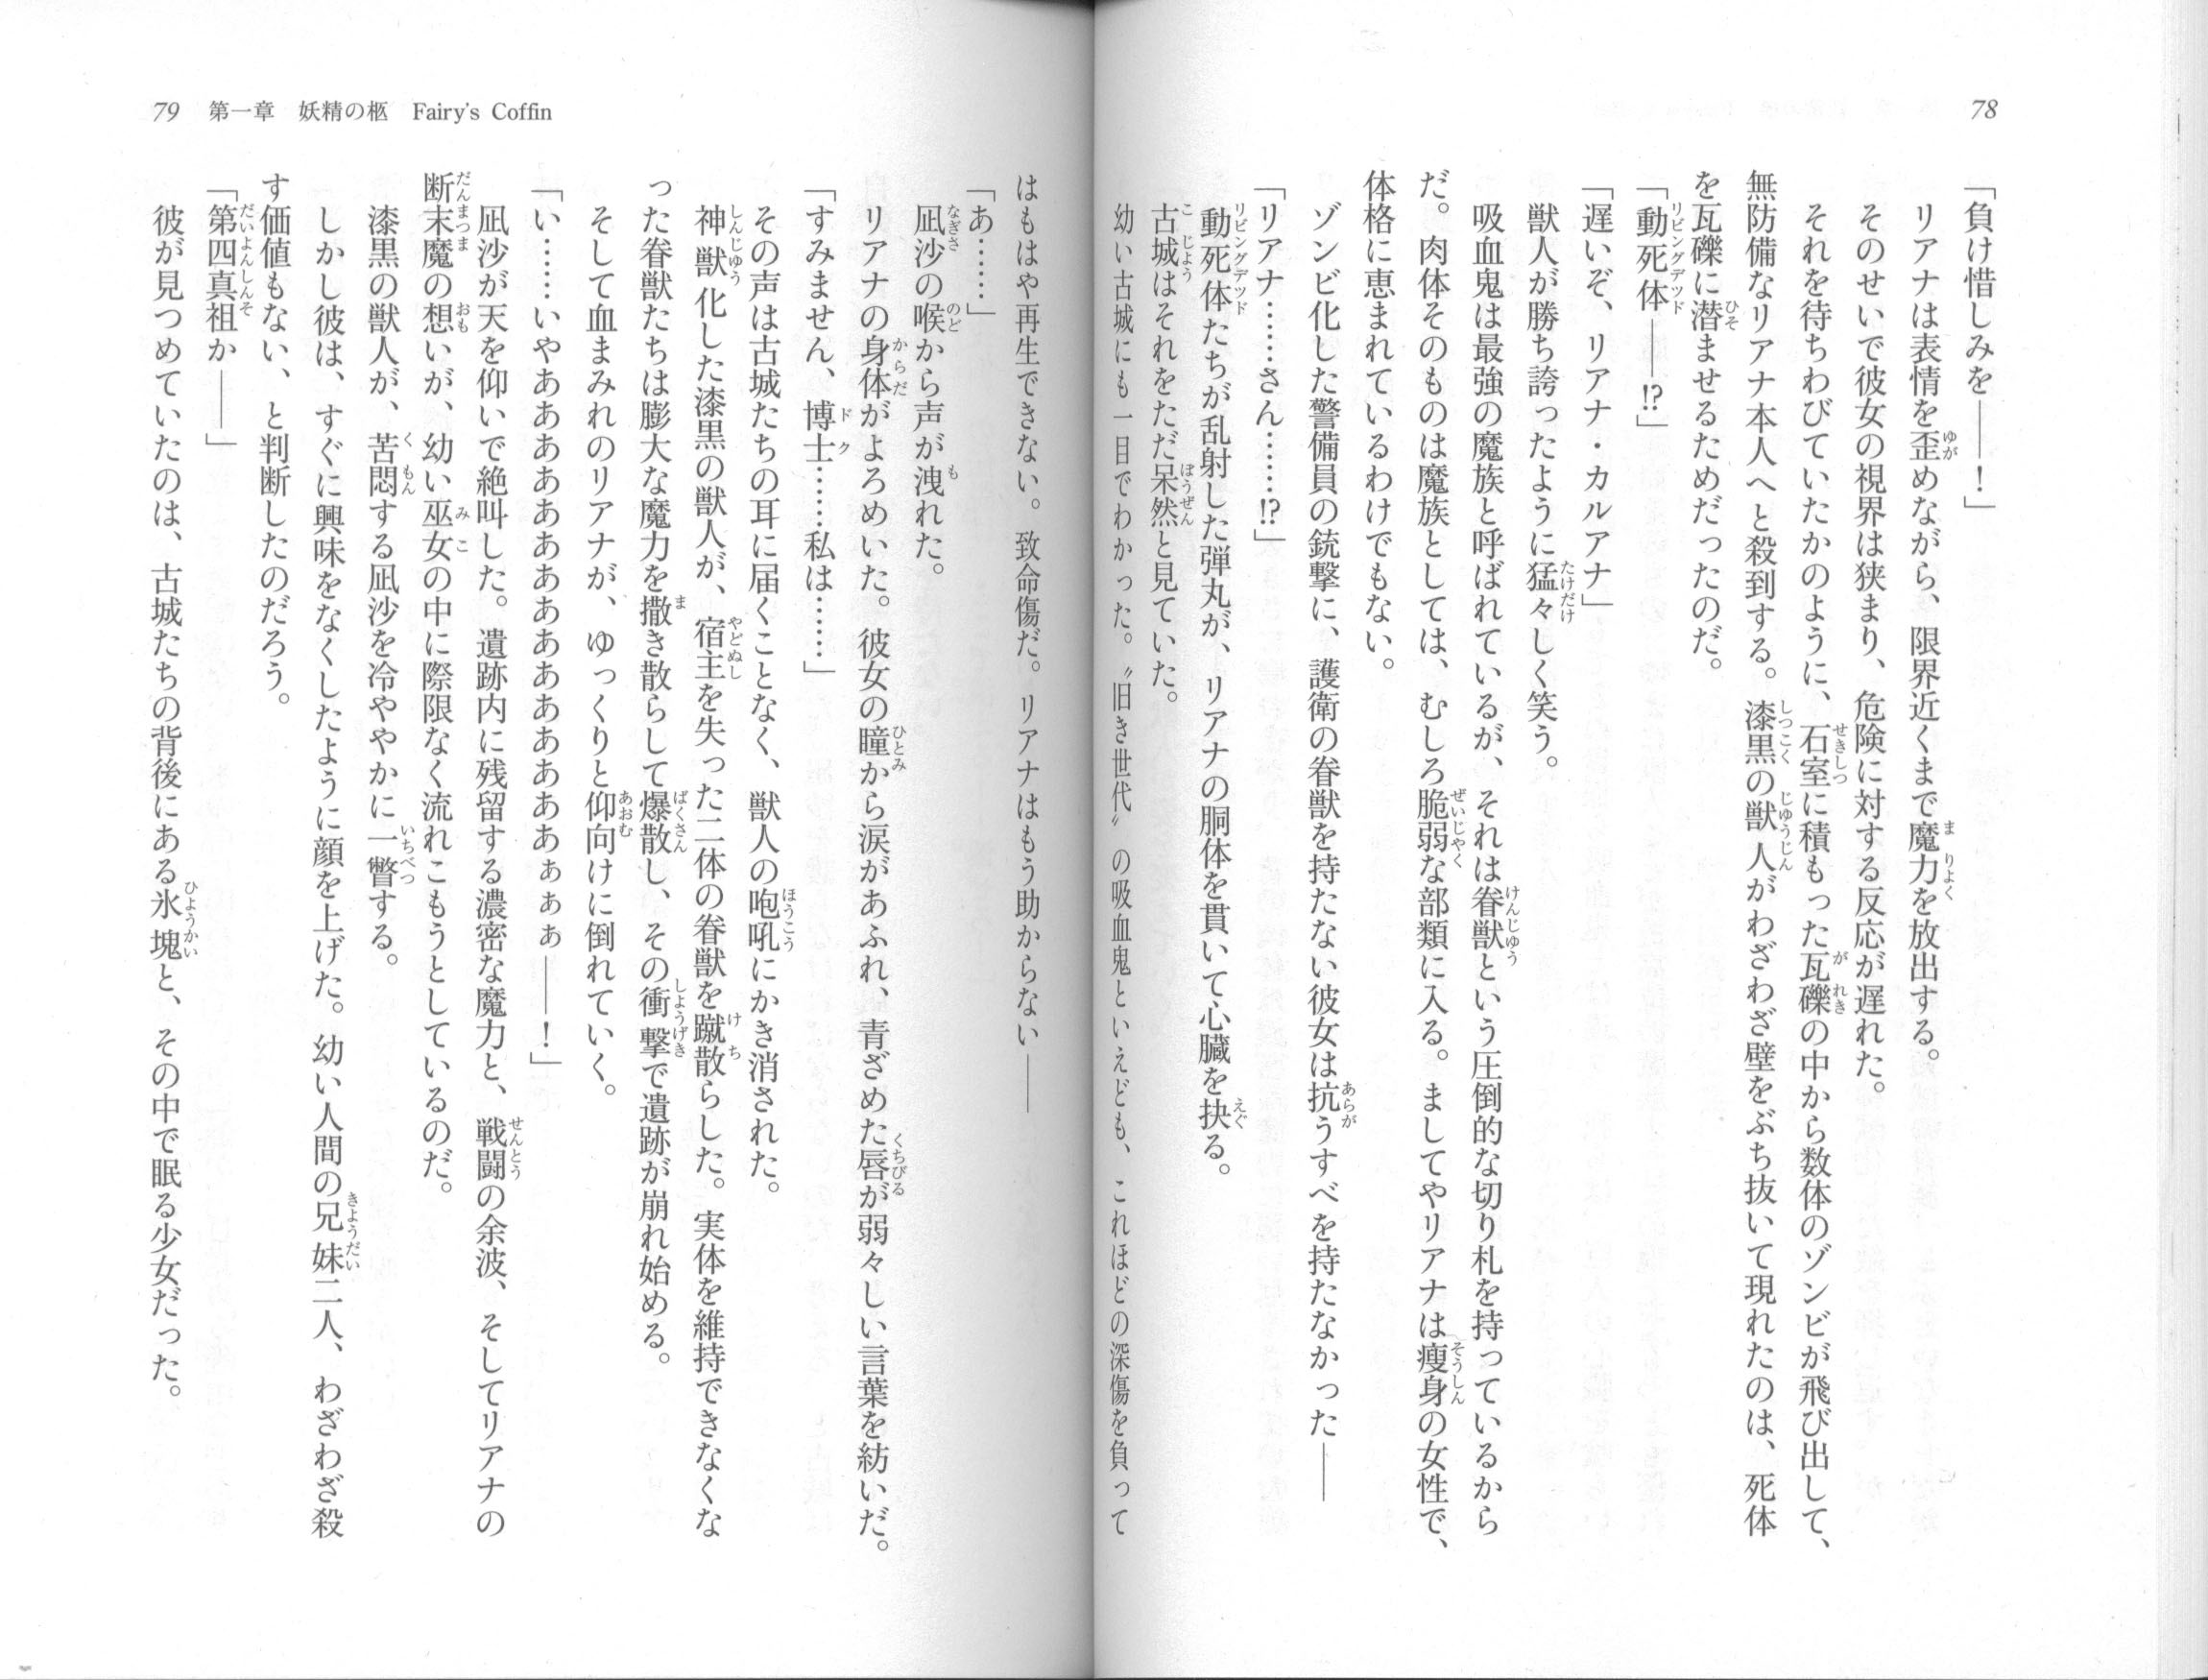 78
「負け惜しみを――！」
リアナは表情を歪めながら、限界近くまで魔力を放出する。
そのせいで彼女の視界は狭まり、危険に対する反応が遅れた。
それを待ちわびていたかのように、石室に積もった瓦礫の中から数体のゾンビが飛び出して、
無防備なリアナ本人へと殺到する。漆黒の獣人がわざわざ壁をぶち抜いて現れたのは、死体
を瓦礫に潜ませるためだったのだ。
「動死体――!?」
「遅いぞ、リアナ・カルアナ」
獣人が勝ち誇ったように猛々しく笑う。
吸血鬼は最強の魔族と呼ばれているが、それは眷獣という圧倒的な切り札を持っているから
だ。肉体そのものは魔族としては、むしろ脆弱な部類に入る。ましてやリアナは痩身の女性で、
体格に恵まれているわけでもない。
ゾンビ化した警備員の銃撃に、護衛の眷獣を持たない彼女は抗うすべを持たなかった――
「リアナ……さん……!?」
動死体たちが乱射した弾丸が、リアナの胴体を貫いて心臓を抉る。
古城はそれをただ呆然と見ていた。
幼い古城にも一目でわかった。〝旧き世代〟の吸血鬼といえども、これほどの深傷を負って
79 第一章 妖精の柩 Fairy's Coffin
はもはや再生できない。致命傷だ。リアナはもう助からない――
「あ……」
凪沙の喉から声が洩れた。
リアナの身体がよろめいた。彼女の瞳から涙があふれ、青ざめた唇が弱々しい言葉を紡いだ。
「すみません、博士……私は……」
その声は古城たちの耳に届くことなく、獣人の咆吼にかき消された。
神獣化した漆黒の獣人が、宿主を失った二体の眷獣を蹴散らした。実体を維持できなくな
った眷獣たちは膨大な魔力を撒き散らして爆散し、その衝撃で遺跡が崩れ始める。
そして血まみれのリアナが、ゆっくりと仰向けに倒れていく。
「い……いやああああああああああああああぁぁぁ――！」
凪沙が天を仰いで絶叫した。遺跡内に残留する濃密な魔力と、戦闘の余波、そしてリアナの
断末魔の想いが、幼い巫女の中に際限なく流れこもうとしているのだ。
漆黒の獣人が、苦悶する凪沙を冷ややかに一瞥する。
しかし彼は、すぐに興味をなくしたように顔を上げた。幼い人間の兄妹二人、わざわざ殺
す価値もない、と判断したのだろう。
「第四真祖か――」
彼が見つめていたのは、古城たちの背後にある氷塊と、その中で眠る少女だった。